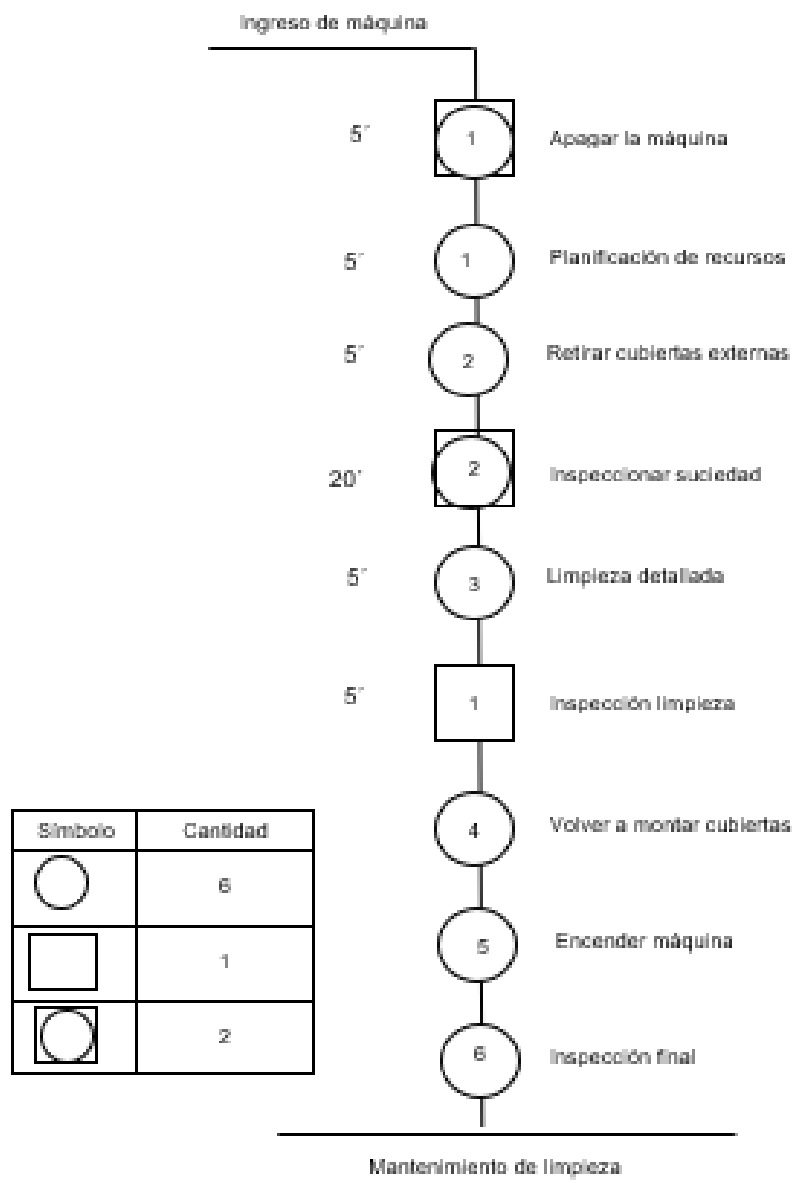 Ingreso de máquina
5´ 1 Apagar la máquina
5´ 1 Planificación de recursos
5´ 2 Retirar cubiertas externas
20´ 2 Inspeccionar suciedad
5´ 3 Limpieza detallada
5´ 1 Inspección limpieza
4 Volver a montar cubiertas
5 Encender máquina
6 Inspección final
Mantenimiento de limpieza
Símbolo Cantidad
6
1
2